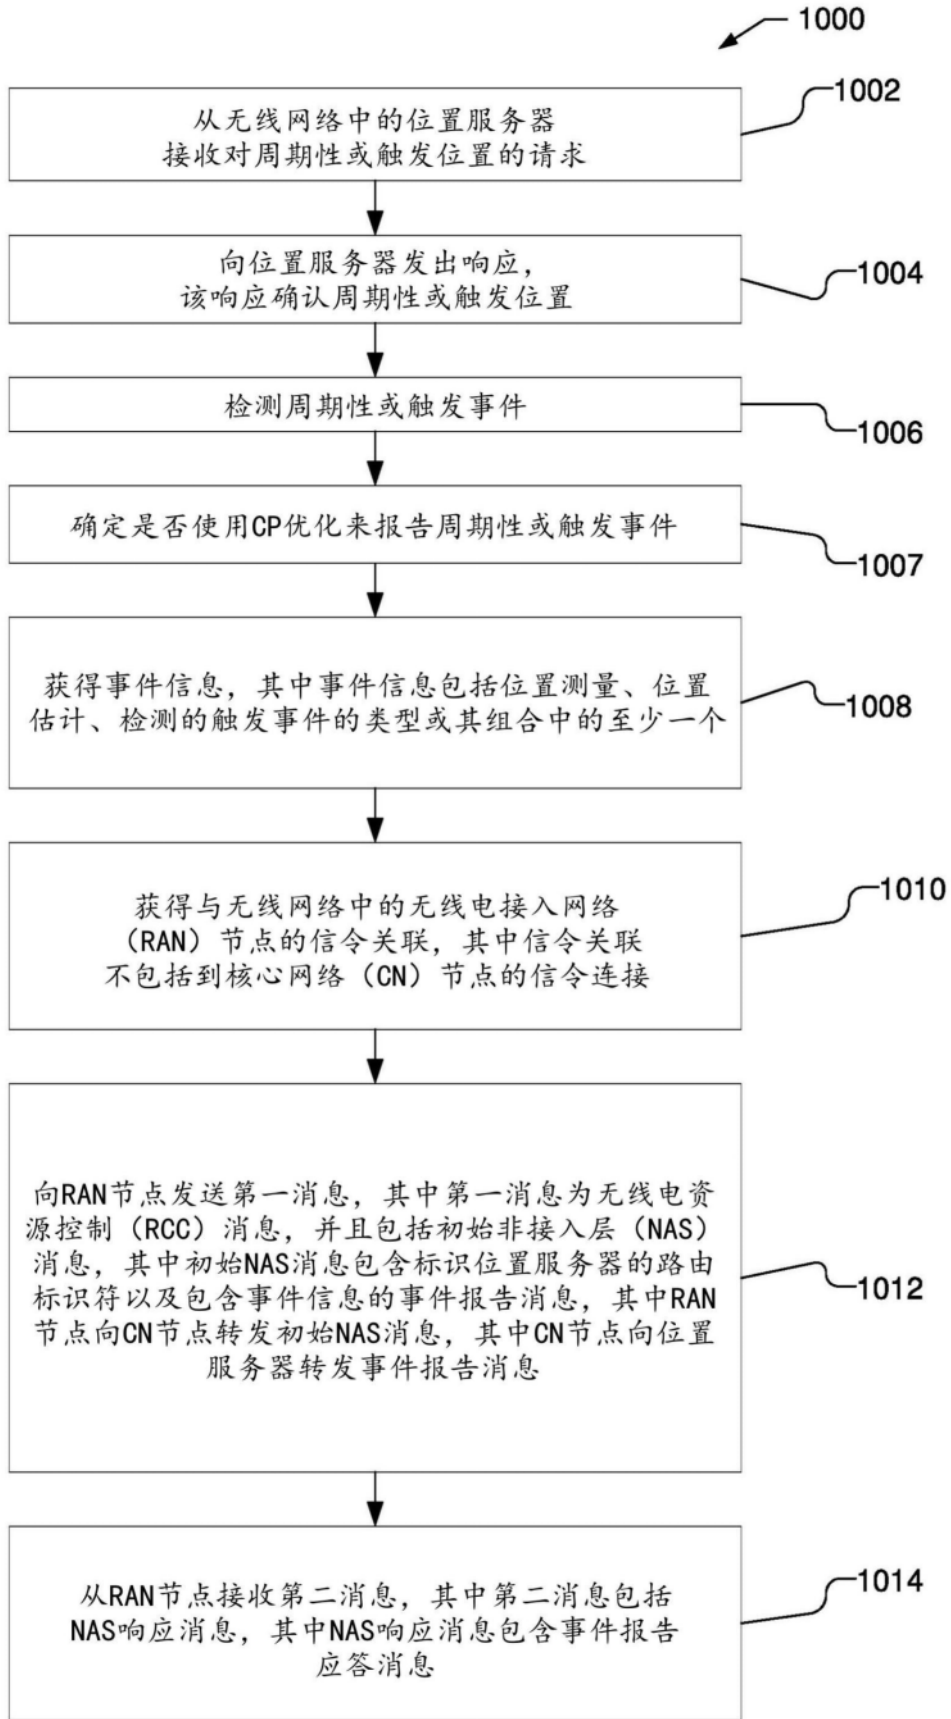 1000
1002
从无线网络中的位置服务器
接收对周期性或触发位置的请求
向位置服务器发出响应，
该响应确认周期性或触发位置
1004
检测周期性或触发事件
1006
确定是否使用CP优化来报告周期性或触发事件
1007
获得事件信息，其中事件信息包括位置测量、位置
估计、检测的触发事件的类型或其组合中的至少一个
1008
1010
获得与无线网络中的无线电接入网络
（RAN）节点的信令关联，其中信令关联
不包括到核心网络（CN）节点的信令连接
向RAN节点发送第一消息，其中第一消息为无线电资
源控制（RCC）消息，并且包括初始非接入层（NAS）
消息，其中初始NAS消息包含标识位置服务器的路由
标识符以及包含事件信息的事件报告消息，其中RAN
节点向CN节点转发初始NAS消息，其中CN节点向位置
服务器转发事件报告消息
1012
从RAN节点接收第二消息，其中第二消息包括
NAS响应消息，其中NAS响应消息包含事件报告
应答消息
1014